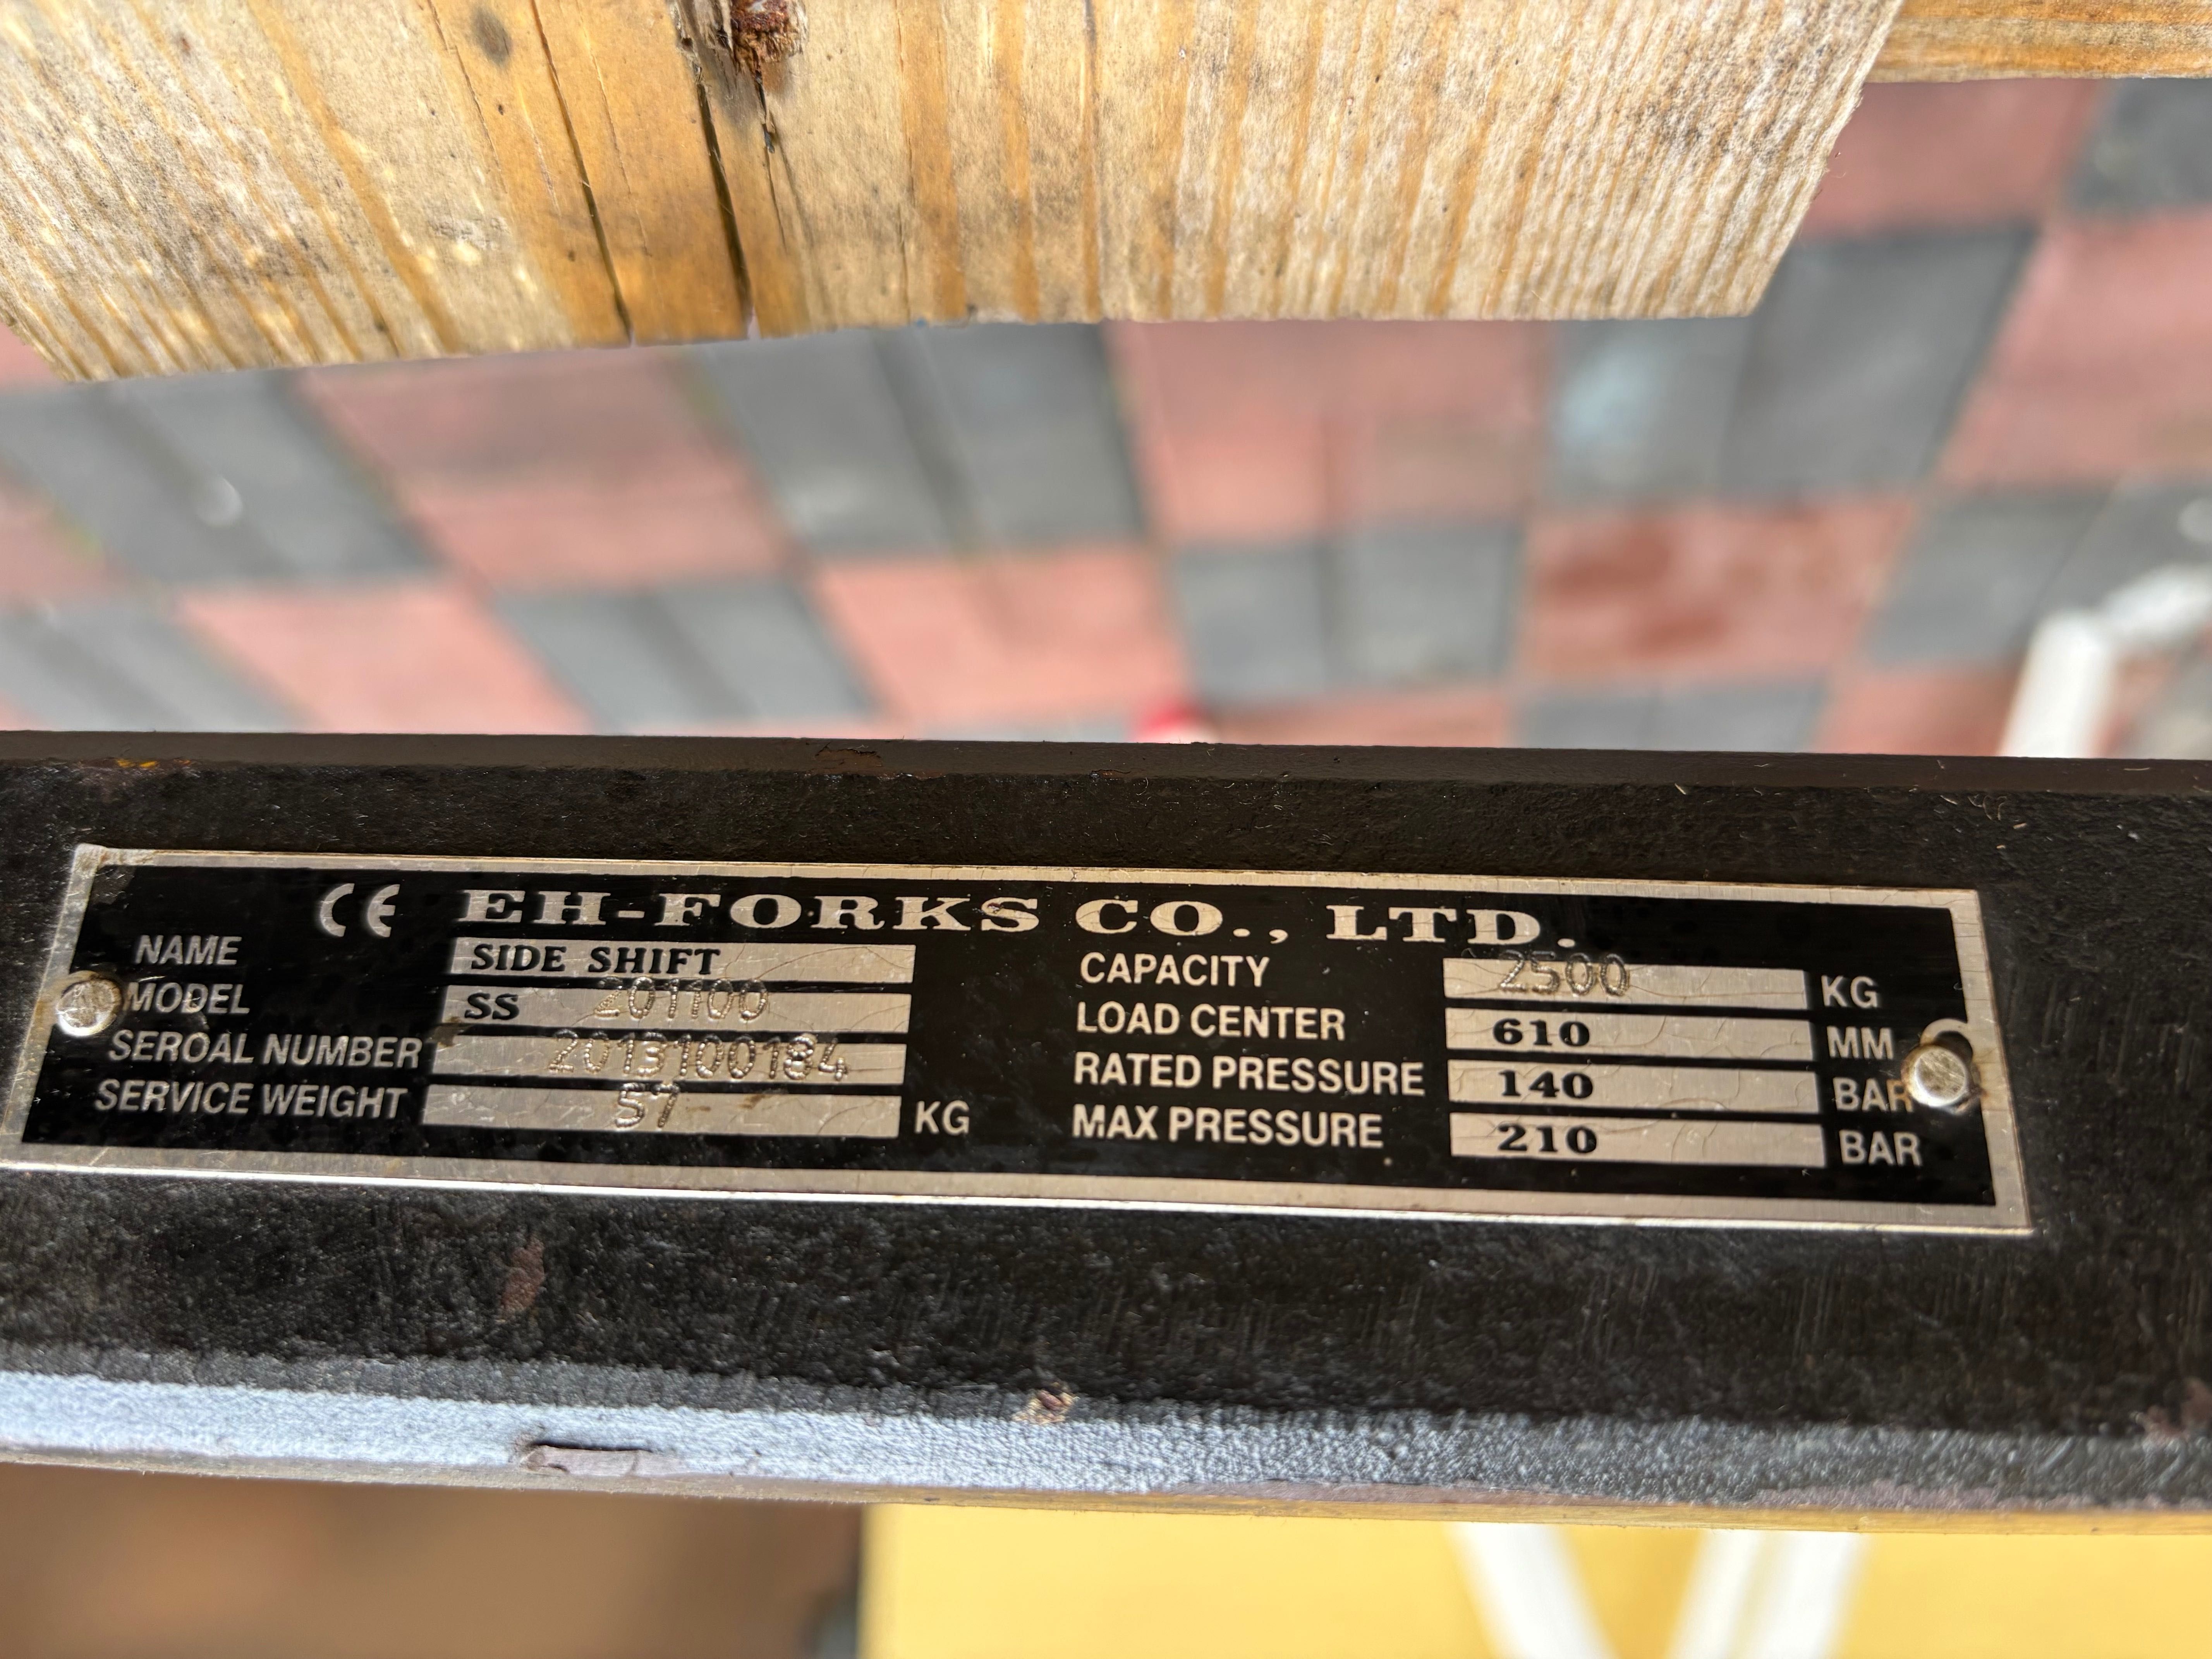 CE EH-FORKS CO., LTD.
NAME SIDE SHIFT
MODEL SS 201100
SEROAL NUMBER 2013100184
SERVICE WEIGHT 57 KG
CAPACITY 2500 KG
LOAD CENTER 610 MM
RATED PRESSURE 140 BAR
MAX PRESSURE 210 BAR